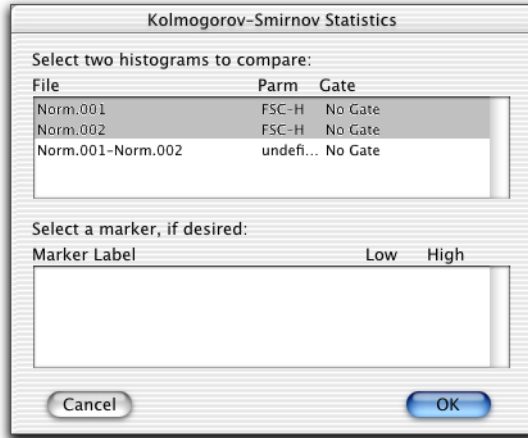 Kolmogorov-Smirnov Statistics
Select two histograms to compare:
File Parm Gate
Norm.001 FSC-H No Gate
Norm.002 FSC-H No Gate
Norm.001-Norm.002 undefi... No Gate
Select a marker, if desired:
Marker Label Low High
Cancel OK